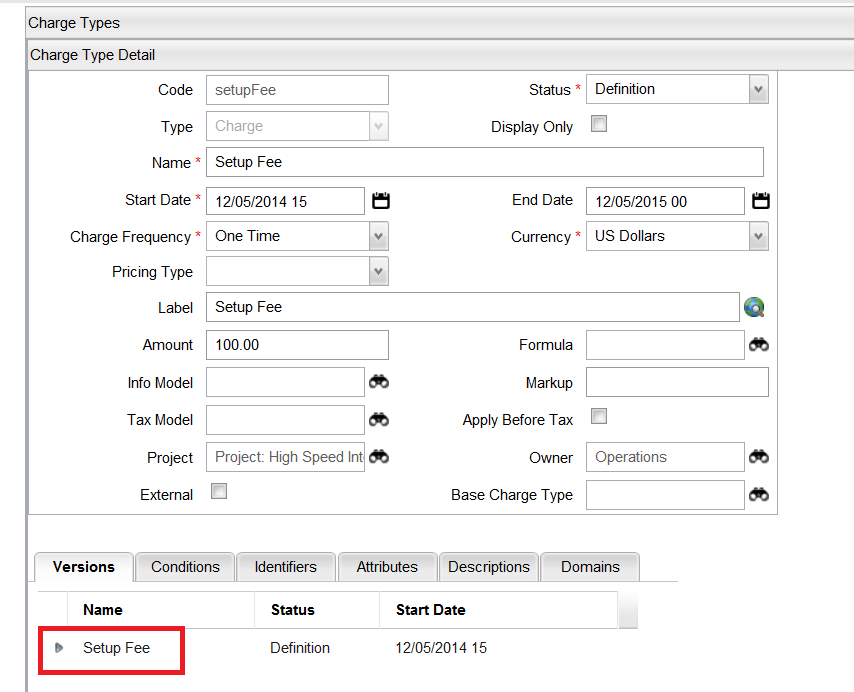 Charge Types
Charge Type Detail
Code setupFee Status * Definition
Type Charge Display Only
Name * Setup Fee
Start Date * 12/05/2014 15 End Date 12/05/2015 00
Charge Frequency * One Time Currency * US Dollars
Pricing Type
Label Setup Fee
Amount 100.00 Formula
Info Model Markup
Tax Model Apply Before Tax
Project Project: High Speed Int Owner Operations
External Base Charge Type
Versions Conditions Identifiers Attributes Descriptions Domains
Name Status Start Date
Setup Fee Definition 12/05/2014 15